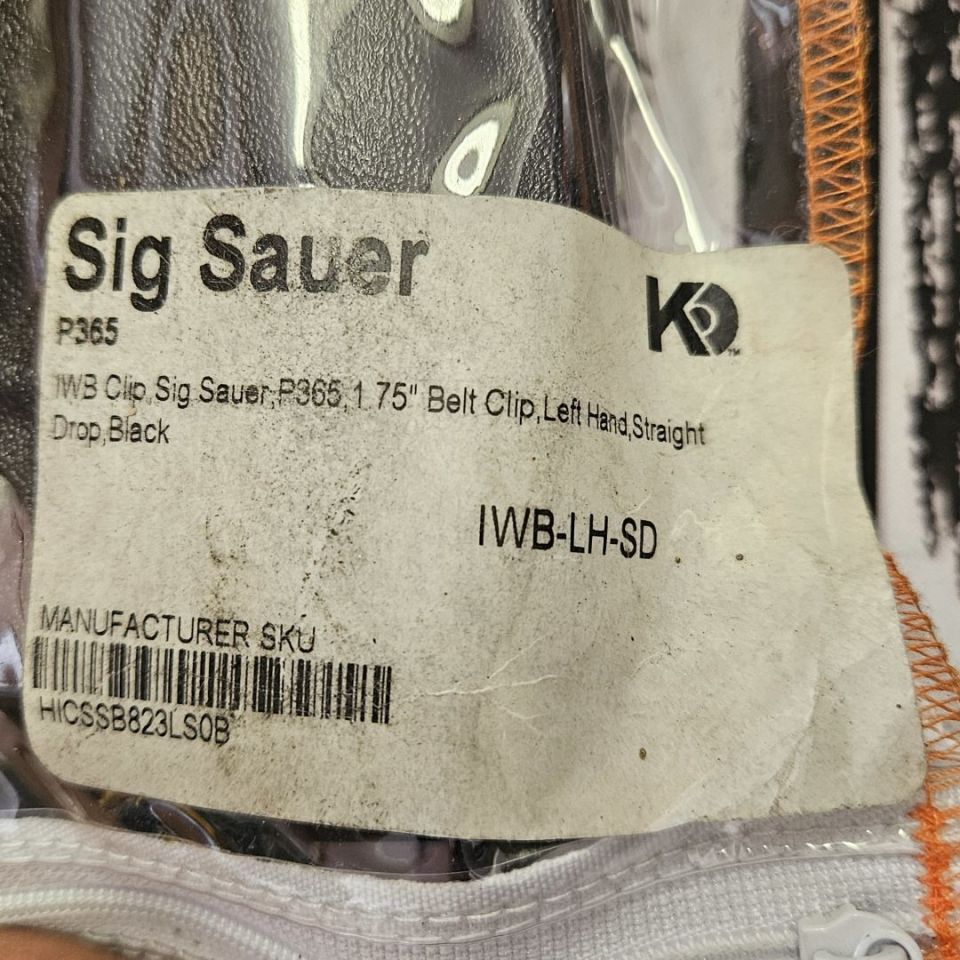 Sig Sauer
P365
KD
TM
IWB Clip,Sig Sauer,P365,1.75" Belt Clip,Left Hand,Straight
Drop,Black
IWB-LH-SD
MANUFACTURER SKU
HICSSB823LS0B